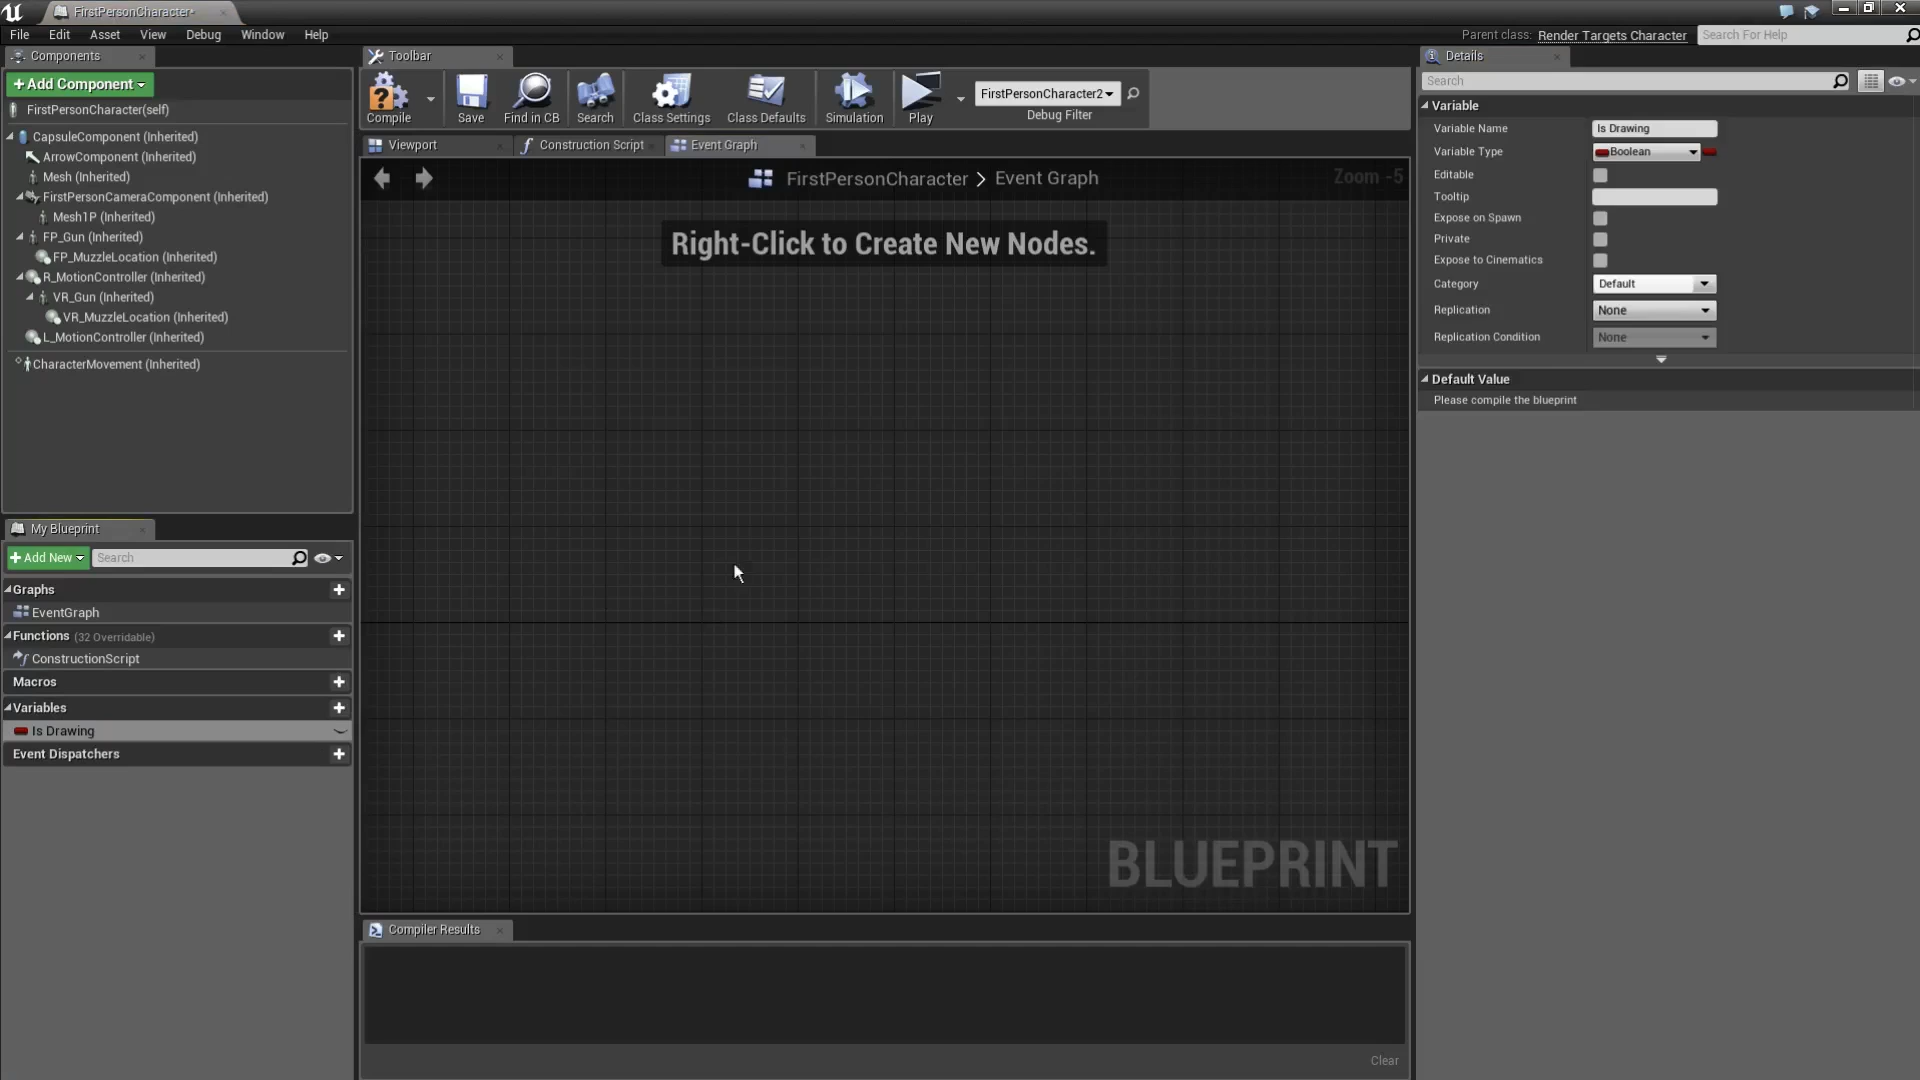 FirstPersonCharacter*
File Edit Asset View Debug Window Help
Parent class: Render Targets Character
Search For Help
Components
+Add Component
FirstPersonCharacter(self)
CapsuleComponent (Inherited)
ArrowComponent (Inherited)
Mesh (Inherited)
FirstPersonCameraComponent (Inherited)
Mesh1P (Inherited)
FP_Gun (Inherited)
FP_MuzzleLocation (Inherited)
R_MotionController (Inherited)
VR_Gun (Inherited)
VR_MuzzleLocation (Inherited)
L_MotionController (Inherited)
CharacterMovement (Inherited)
My Blueprint
+Add New
Search
Graphs
EventGraph
Functions (32 Overridable)
ConstructionScript
Macros
Variables
Is Drawing
Event Dispatchers
Toolbar
Compile
Save
Find in CB
Search
Class Settings
Class Defaults
Simulation
Play
FirstPersonCharacter2
Debug Filter
Viewport
Construction Script
Event Graph
FirstPersonCharacter > Event Graph
Zoom -5
Right-Click to Create New Nodes.
BLUEPRINT
Compiler Results
Clear
Details
Search
Variable
Variable Name Is Drawing
Variable Type Boolean
Editable
Tooltip
Expose on Spawn
Private
Expose to Cinematics
Category Default
Replication None
Replication Condition None
Default Value
Please compile the blueprint